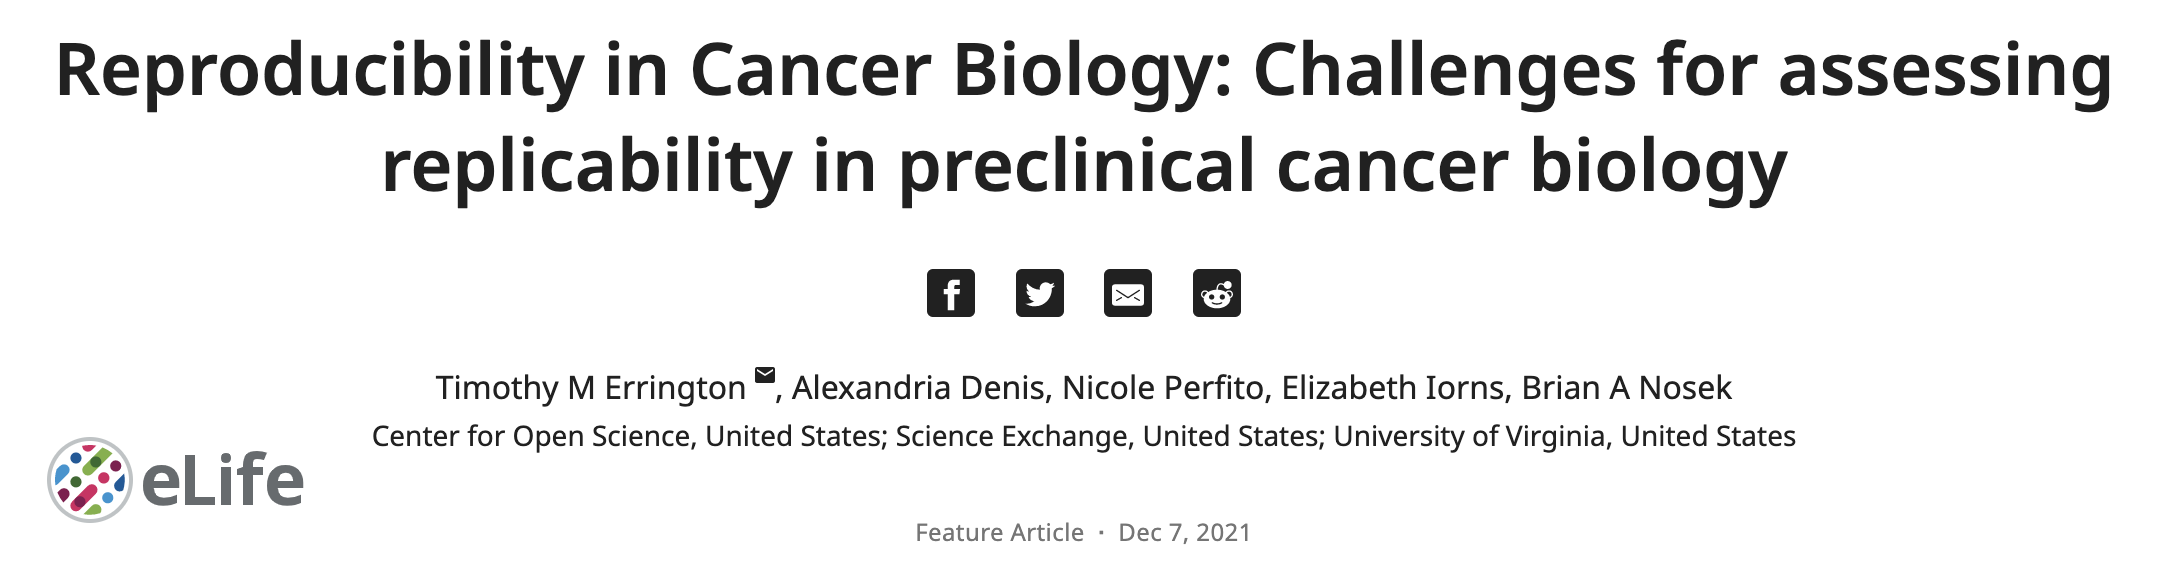 Reproducibility in Cancer Biology: Challenges for assessing
replicability in preclinical cancer biology
Timothy M Errington, Alexandria Denis, Nicole Perfito, Elizabeth Iorns, Brian A Nosek
Center for Open Science, United States; Science Exchange, United States; University of Virginia, United States
eLife
Feature Article · Dec 7, 2021